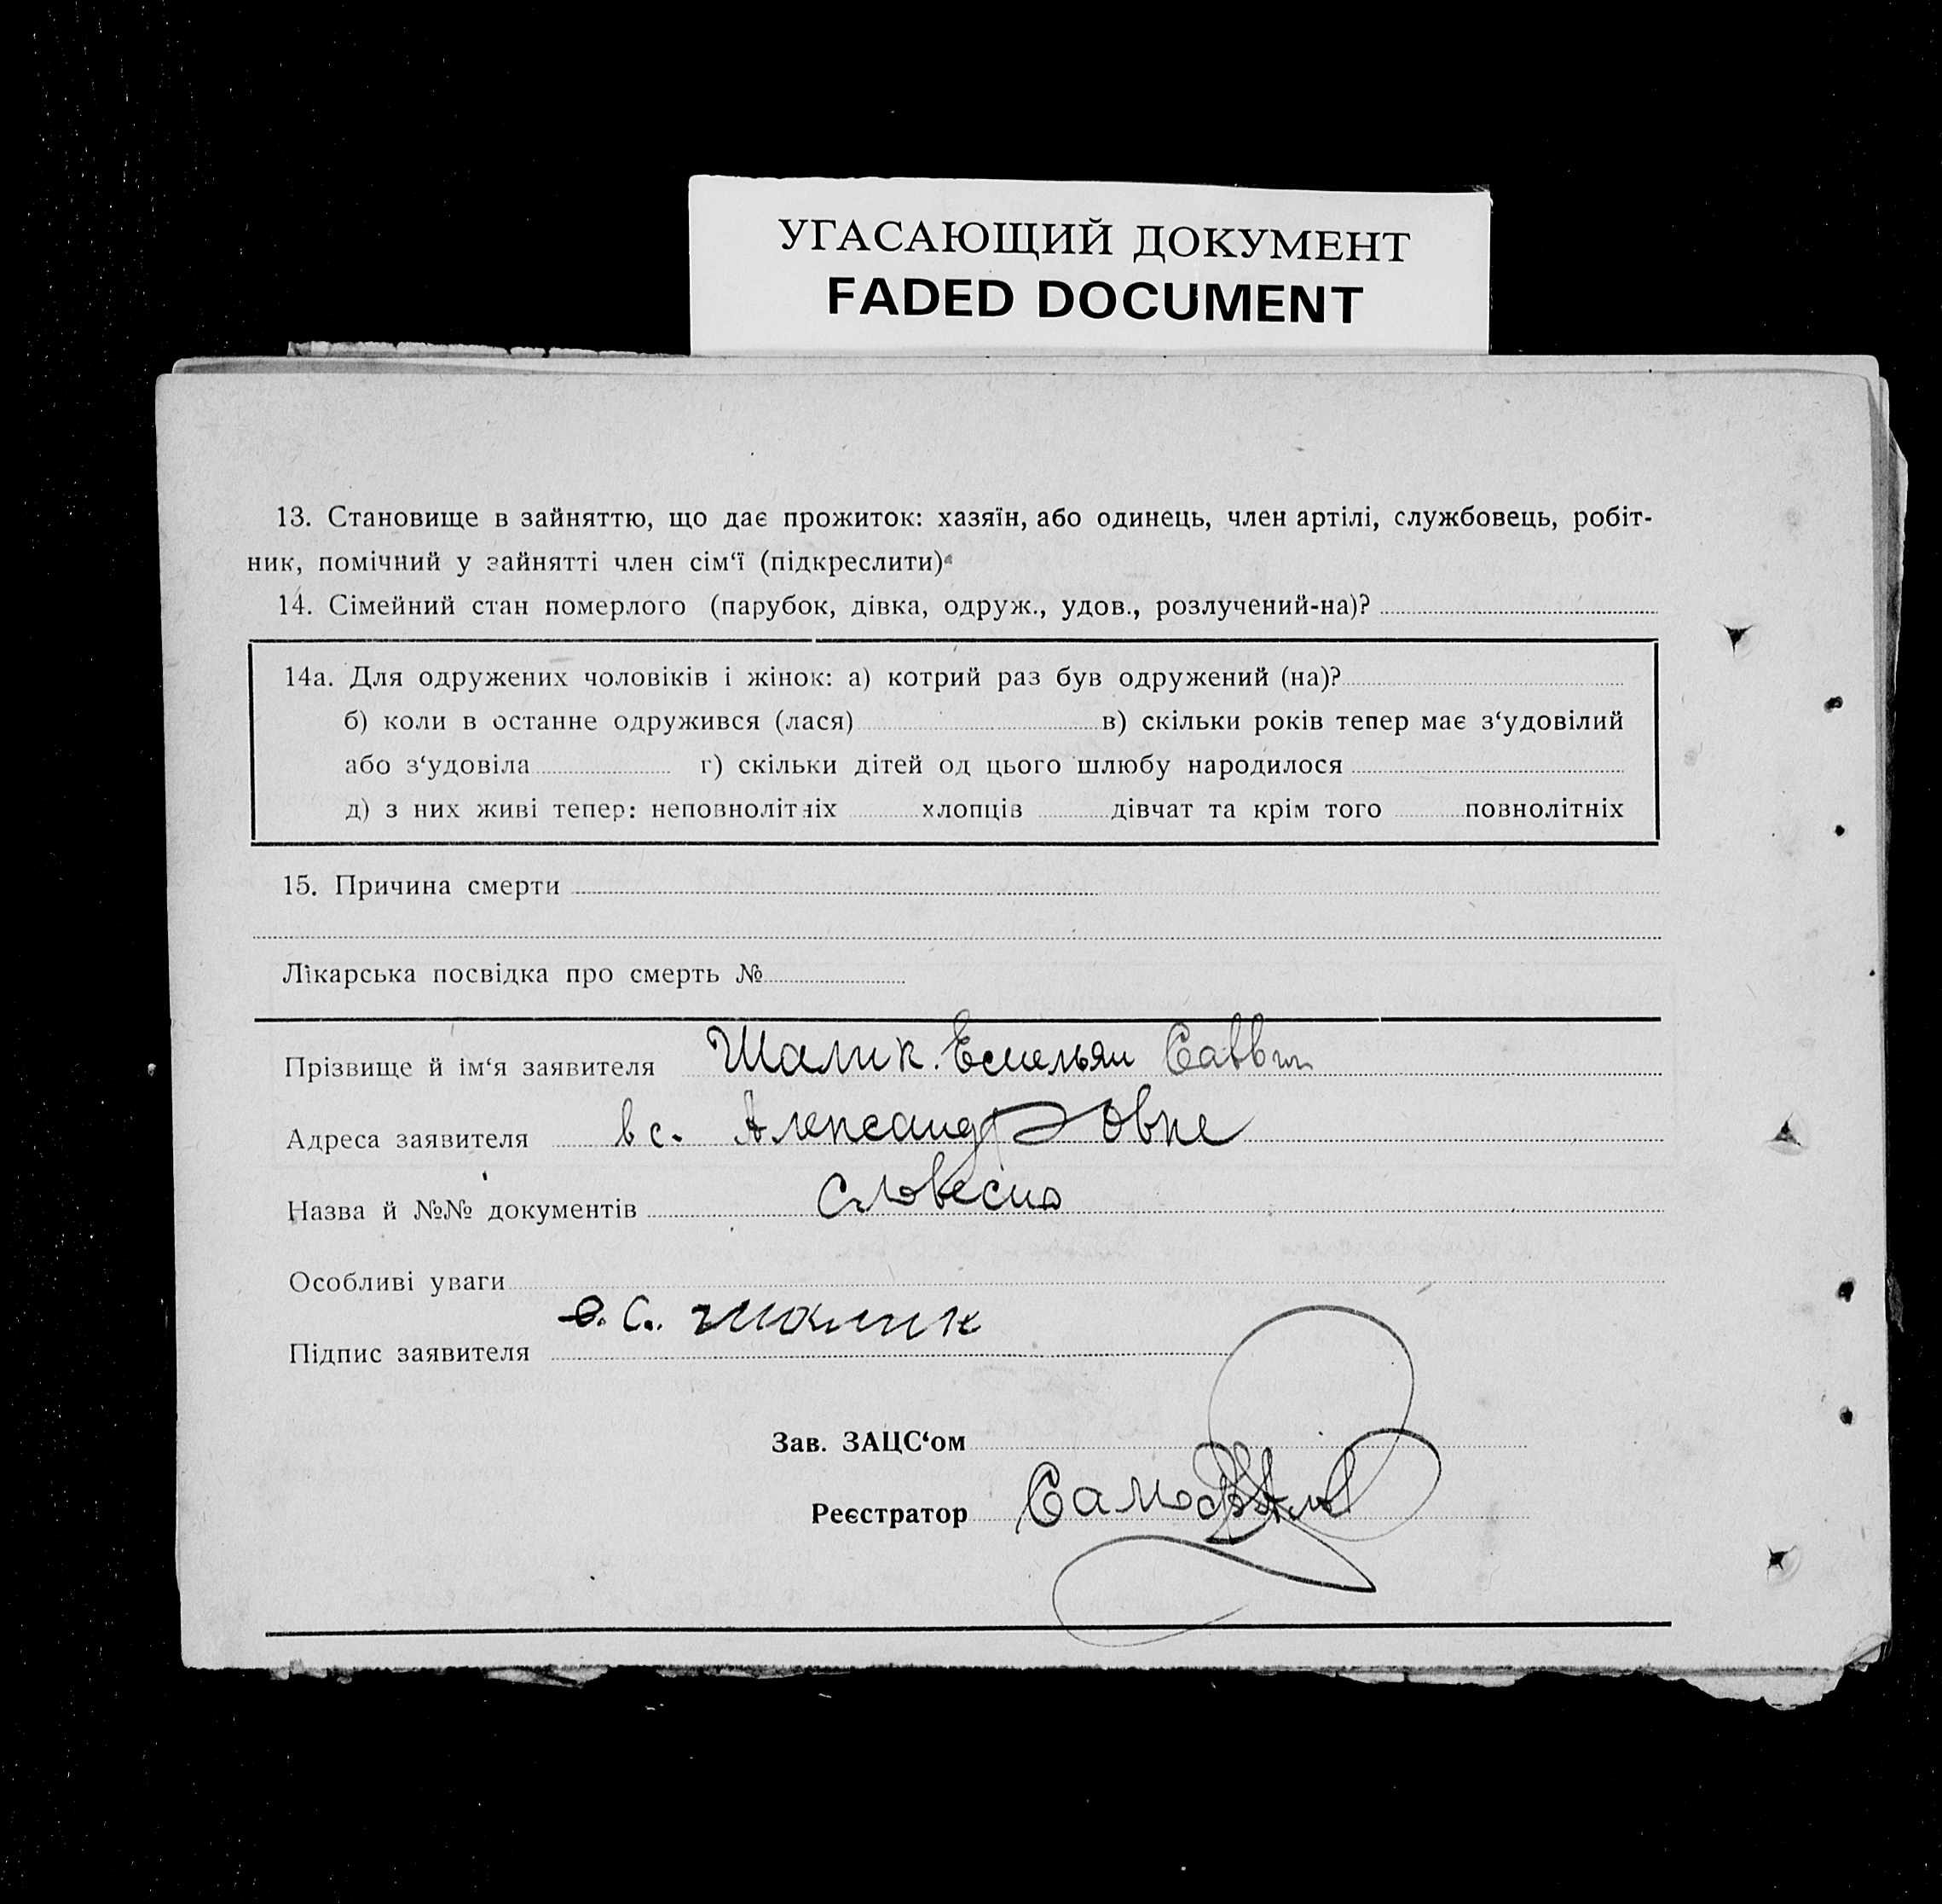 УГАСАЮЩИЙ ДОКУМЕНТ
FADED DOCUMENT
13. Становище в зайняттю, що дає прожиток: хазяїн, або одинець, член артілі, службовець, робіт-
ник, помічний у зайнятті член сім‘ї (підкреслити)
14. Сімейний стан померлого (парубок, дівка, одруж., удов., розлучений-на)?
14а. Для одружених чоловіків і жінок: а) котрий раз був одружений (на)?
б) коли в останне одружився (лася) в) скільки років тепер має з‘удовілий
або з‘удовіла г) скільки дітей од цього шлюбу народилося
д) з них живі тепер: неповнолітніх хлопців дівчат та крім того повнолітніх
15. Причина смерти
Лікарська посвідка про смерть №
Прізвище й ім‘я заявителя Шалик. Емельян Саввич
Адреса заявителя в с. Александровке
Назва й №№ документів Словесно
Особливі уваги
Підпис заявителя Е. С. Шалик
Зав. ЗАЦС‘ом
Реєстратор